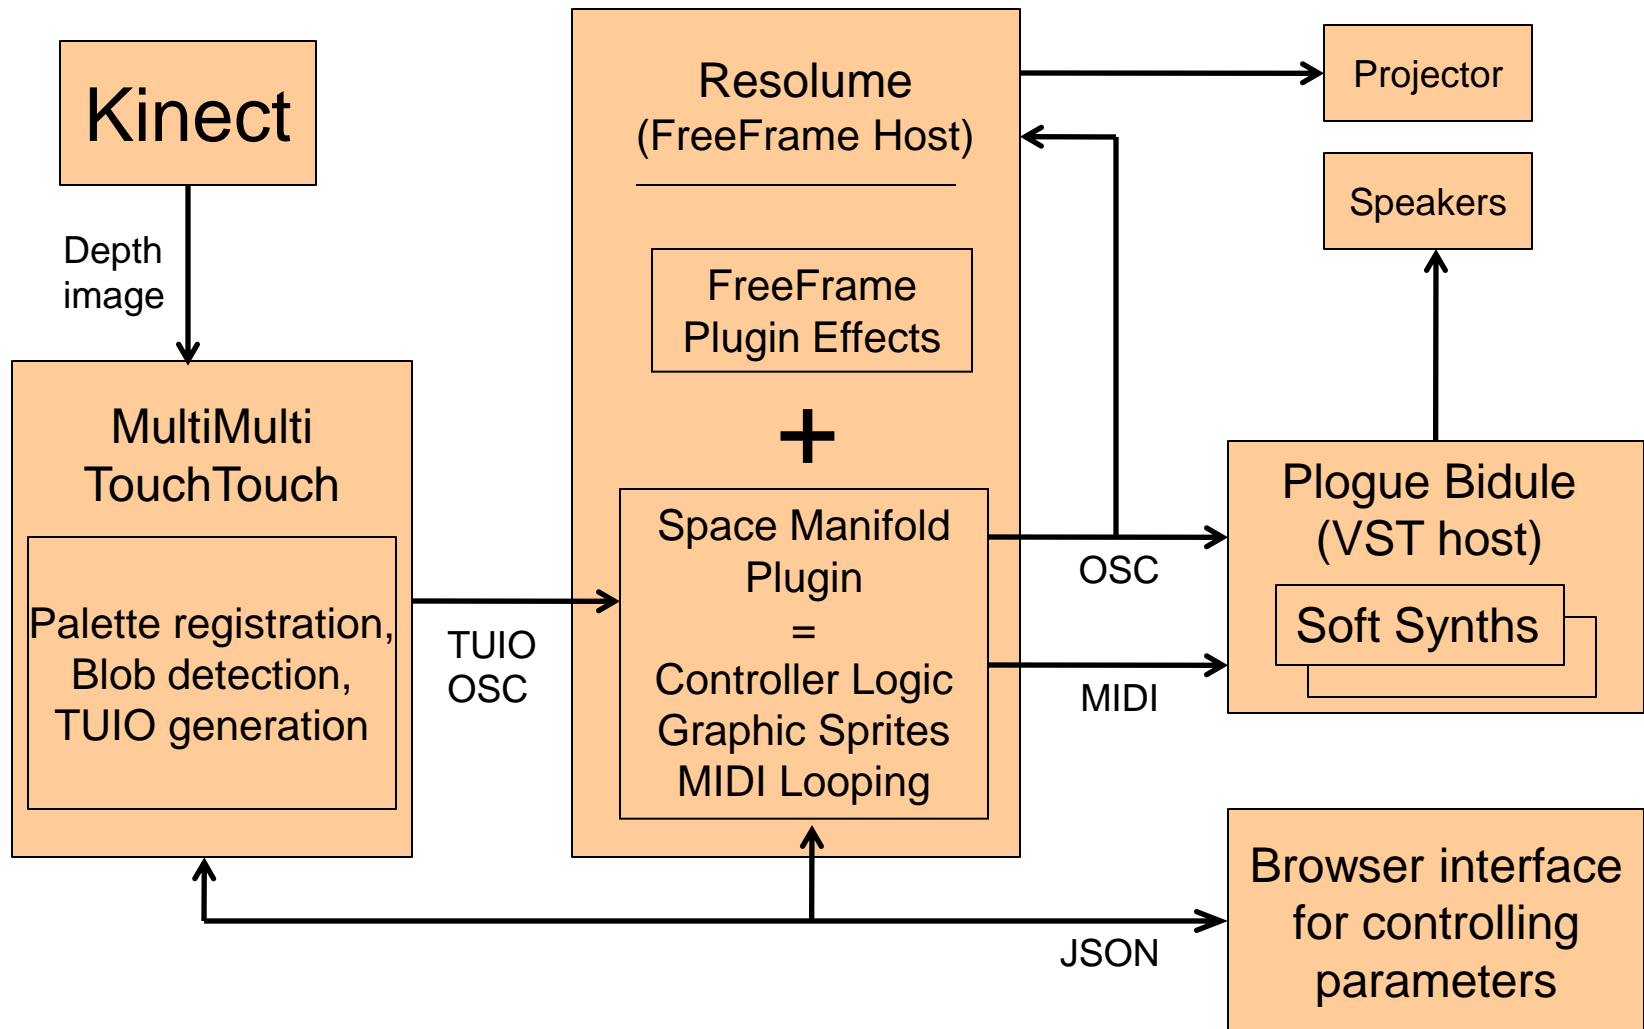 Kinect
Depth
image
MultiMulti
TouchTouch
Palette registration,
Blob detection,
TUIO generation
TUIO
OSC
Resolume
(FreeFrame Host)
FreeFrame
Plugin Effects
+
Space Manifold
Plugin
=
Controller Logic
Graphic Sprites
MIDI Looping
OSC
MIDI
JSON
Projector
Speakers
Plogue Bidule
(VST host)
Soft Synths
Browser interface
for controlling
parameters